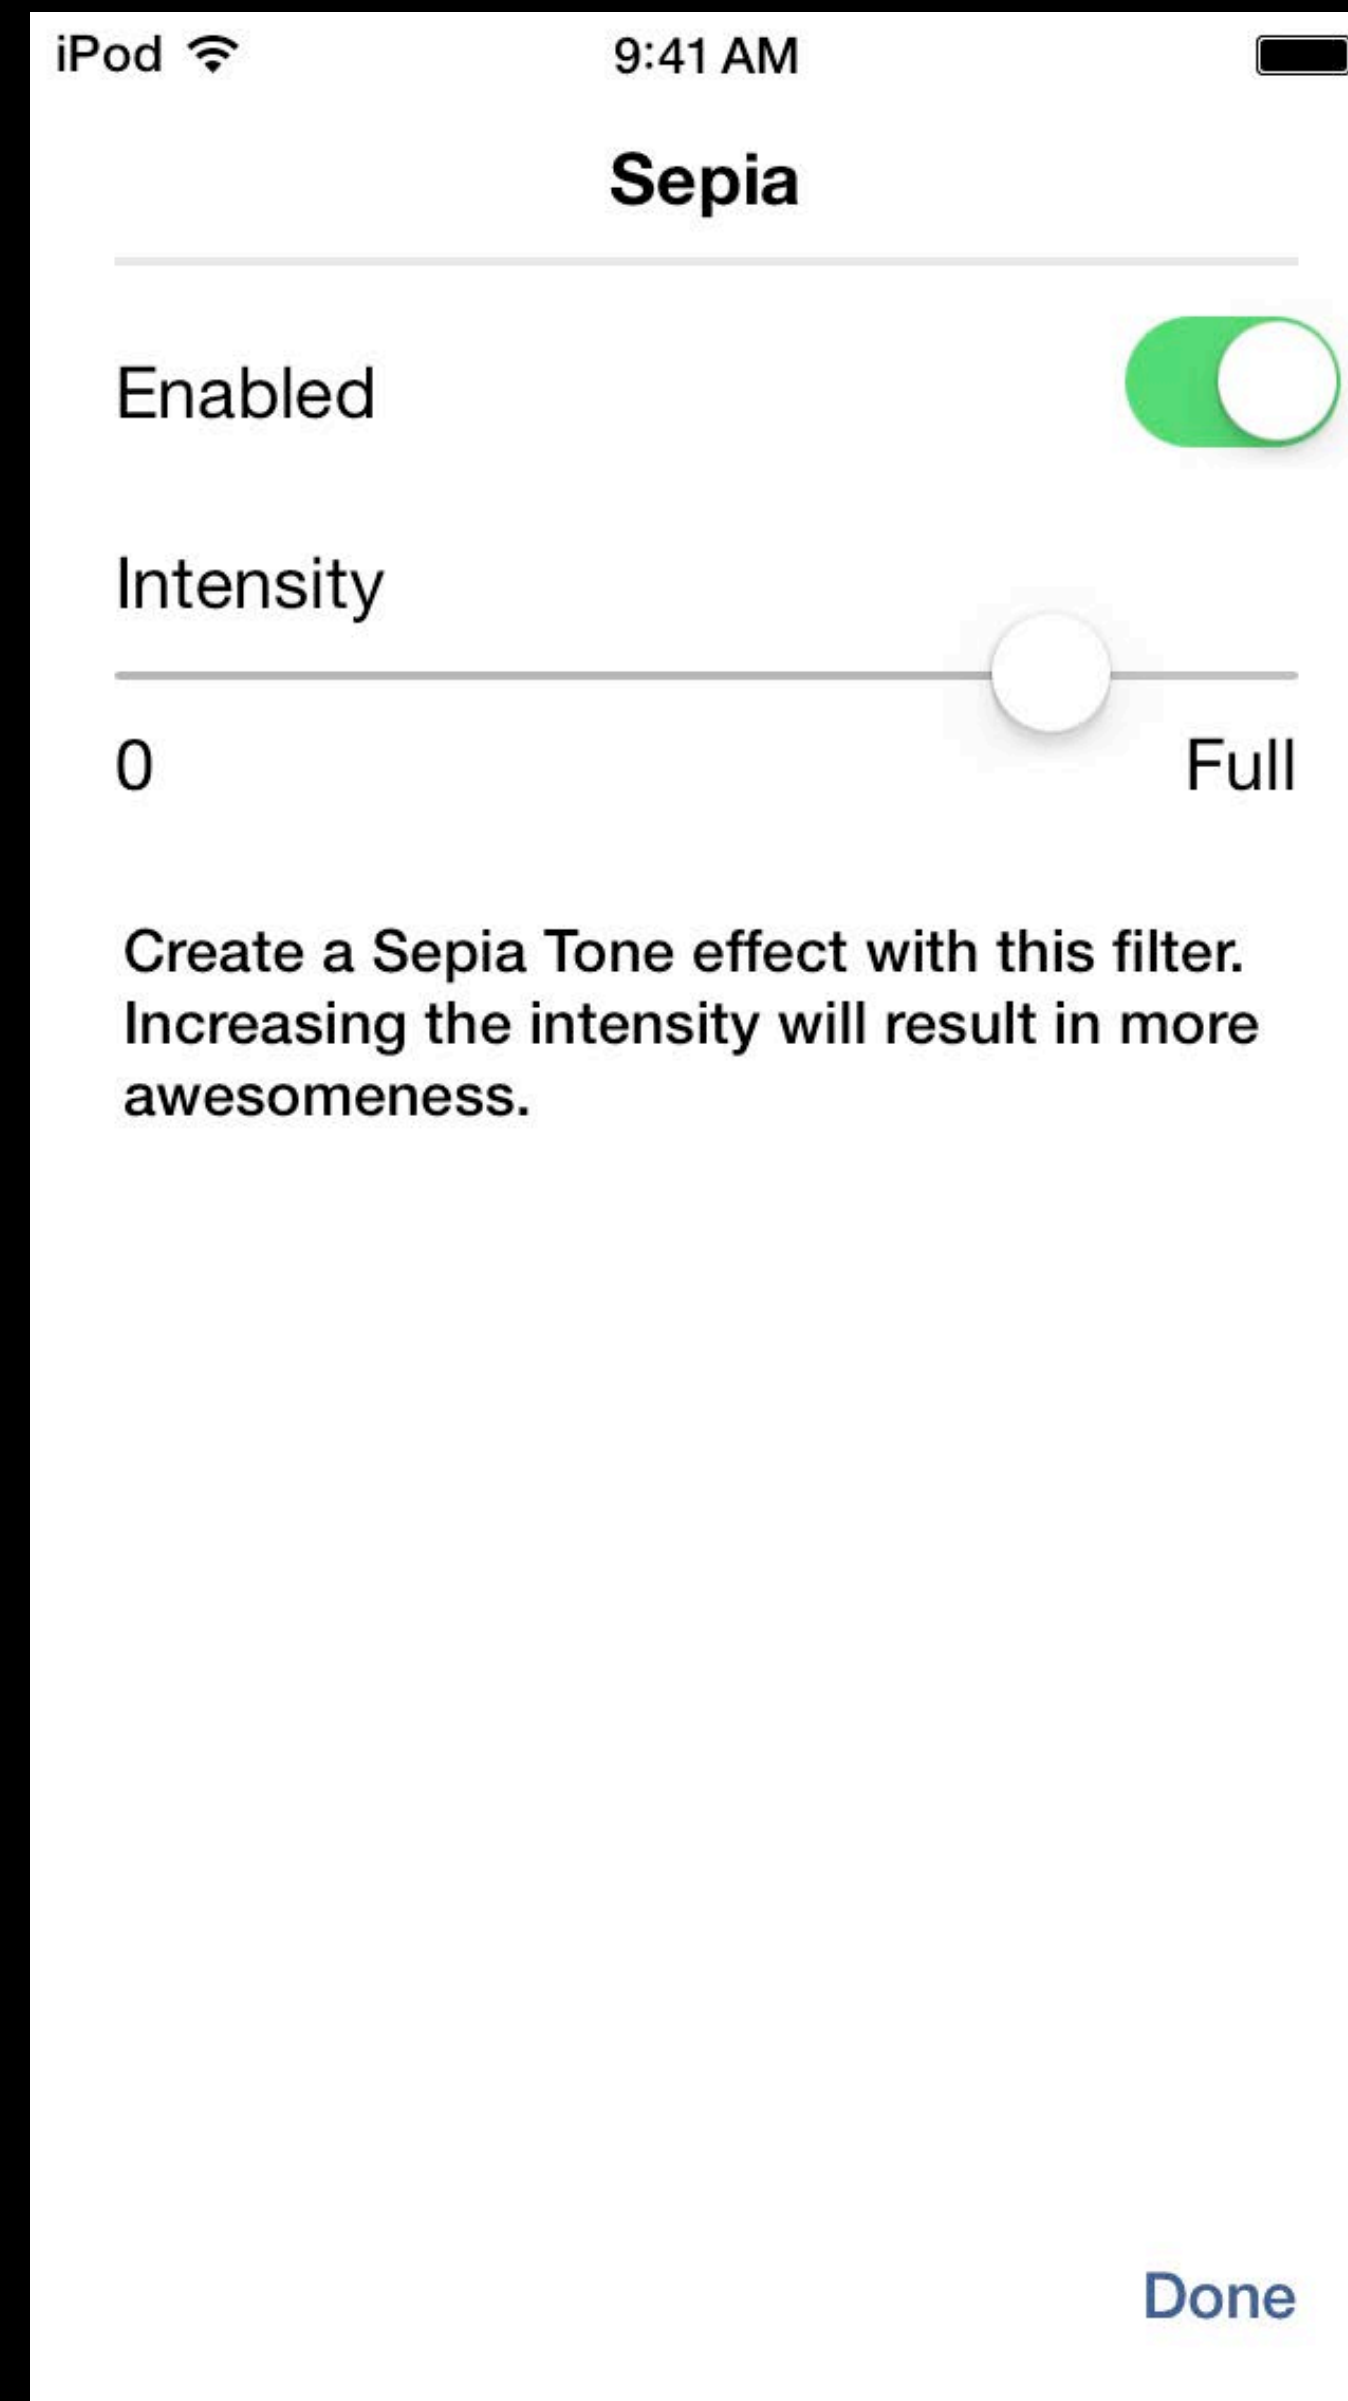 iPod 9:41 AM
Sepia
Enabled
Intensity
0 Full
Create a Sepia Tone effect with this filter.
Increasing the intensity will result in more
awesomeness.
Done